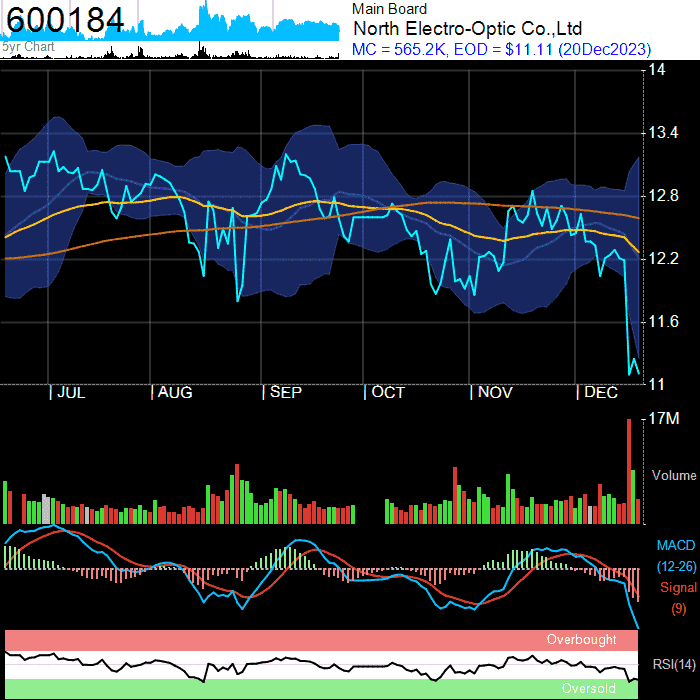 600184
5yr Chart
Main Board
North Electro-Optic Co.,Ltd
MC = 565.2K, EOD = $11.11 (20Dec2023)
14
13.4
12.8
12.2
11.6
11
JUL
AUG
SEP
OCT
NOV
DEC
17M
Volume
MACD
(12-26)
Signal
(9)
Overbought
RSI(14)
Oversold